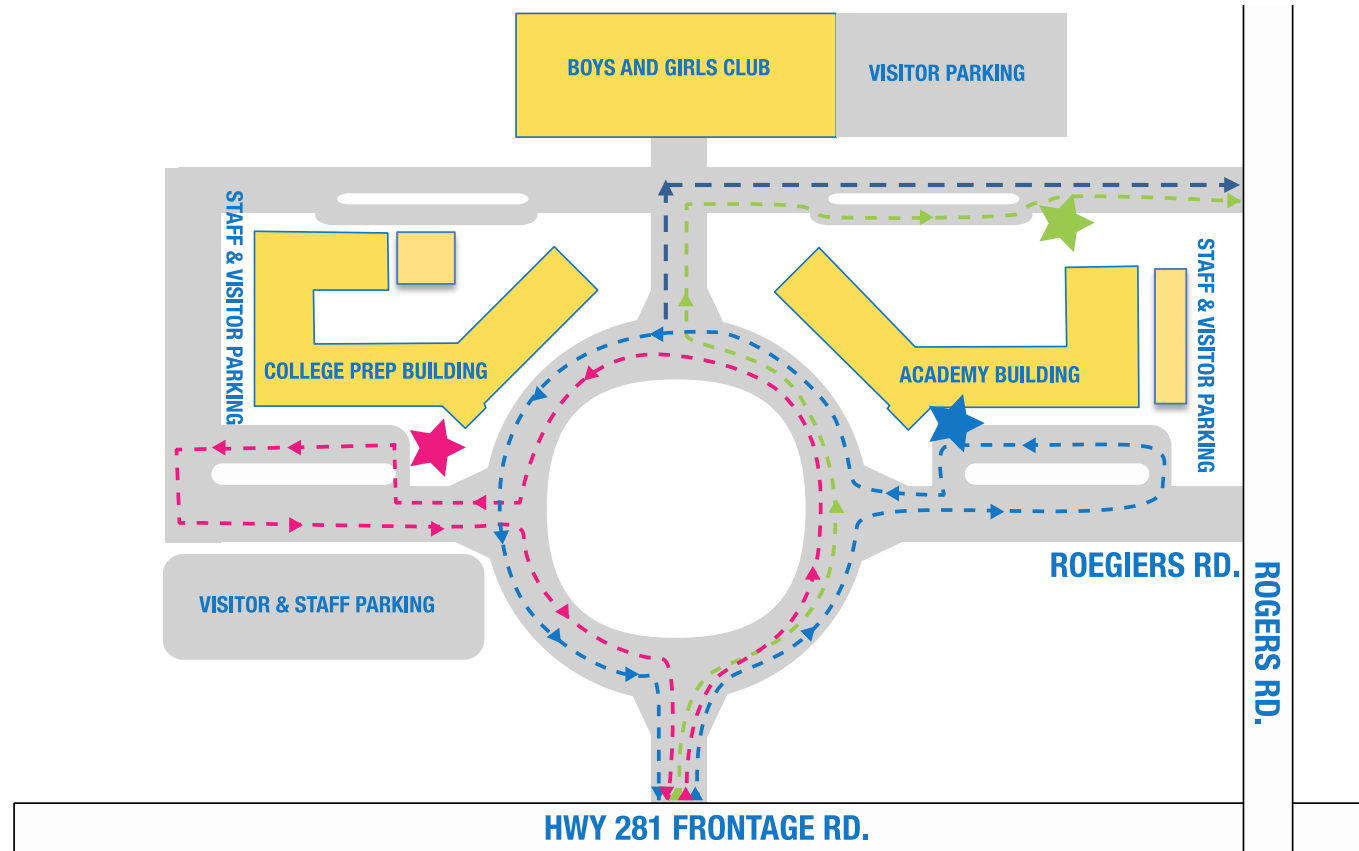 BOYS AND GIRLS CLUB
VISITOR PARKING
STAFF & VISITOR PARKING
STAFF & VISITOR PARKING
COLLEGE PREP BUILDING
ACADEMY BUILDING
ROEGIERS RD.
ROGERS RD.
VISITOR & STAFF PARKING
HWY 281 FRONTAGE RD.